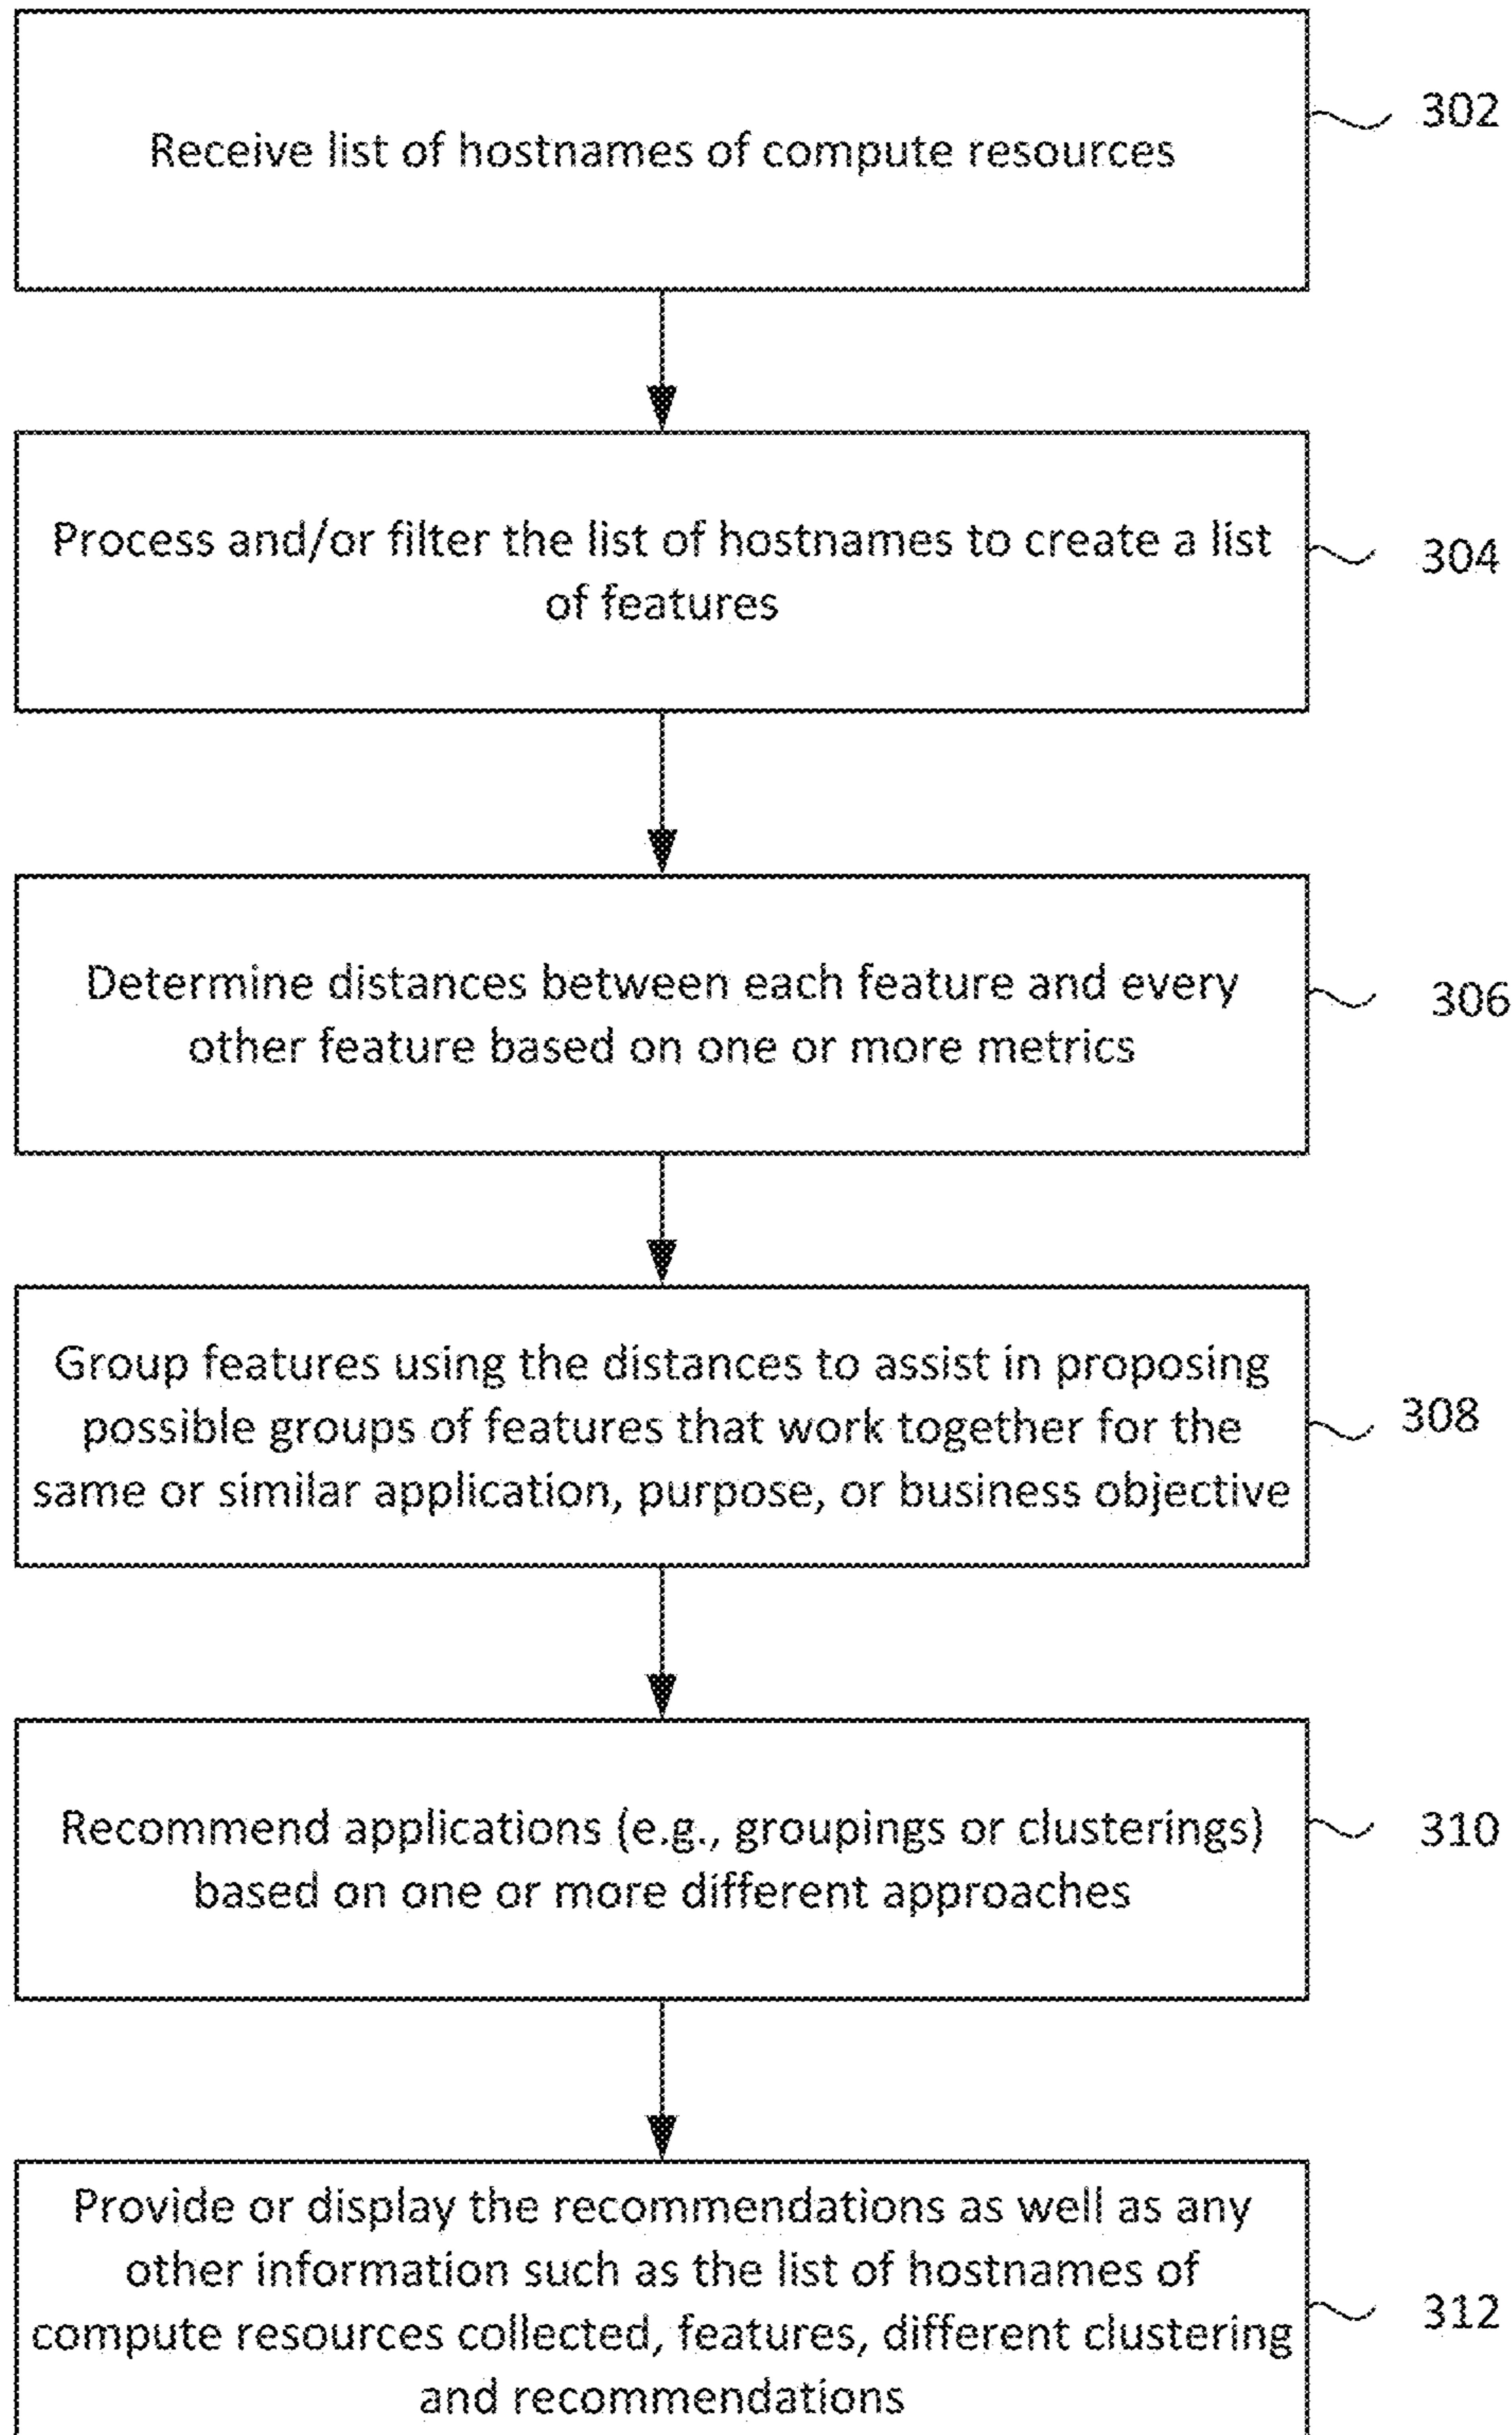 Receive list of hostnames of compute resources
302
Process and/or filter the list of hostnames to create a list
of features
304
Determine distances between each feature and every
other feature based on one or more metrics
306
Group features using the distances to assist in proposing
possible groups of features that work together for the
same or similar application, purpose, or business objective
308
Recommend applications (e.g., groupings or clusterings)
based on one or more different approaches
310
Provide or display the recommendations as well as any
other information such as the list of hostnames of
compute resources collected, features, different clustering
and recommendations
312